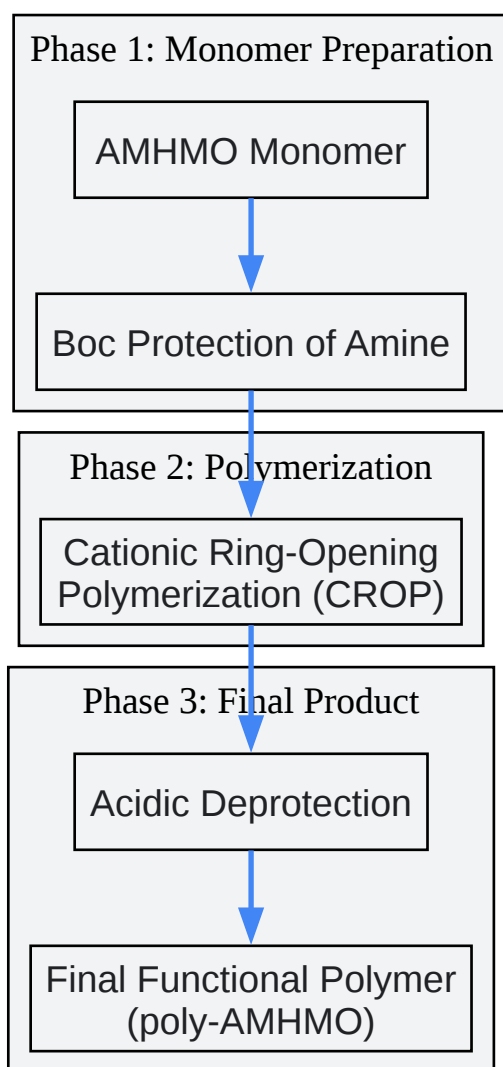 Phase 1: Monomer Preparation
AMHMO Monomer
Boc Protection of Amine
Phase 2: Polymerization
Cationic Ring-Opening
Polymerization (CROP)
Phase 3: Final Product
Acidic Deprotection
Final Functional Polymer
(poly-AMHMO)